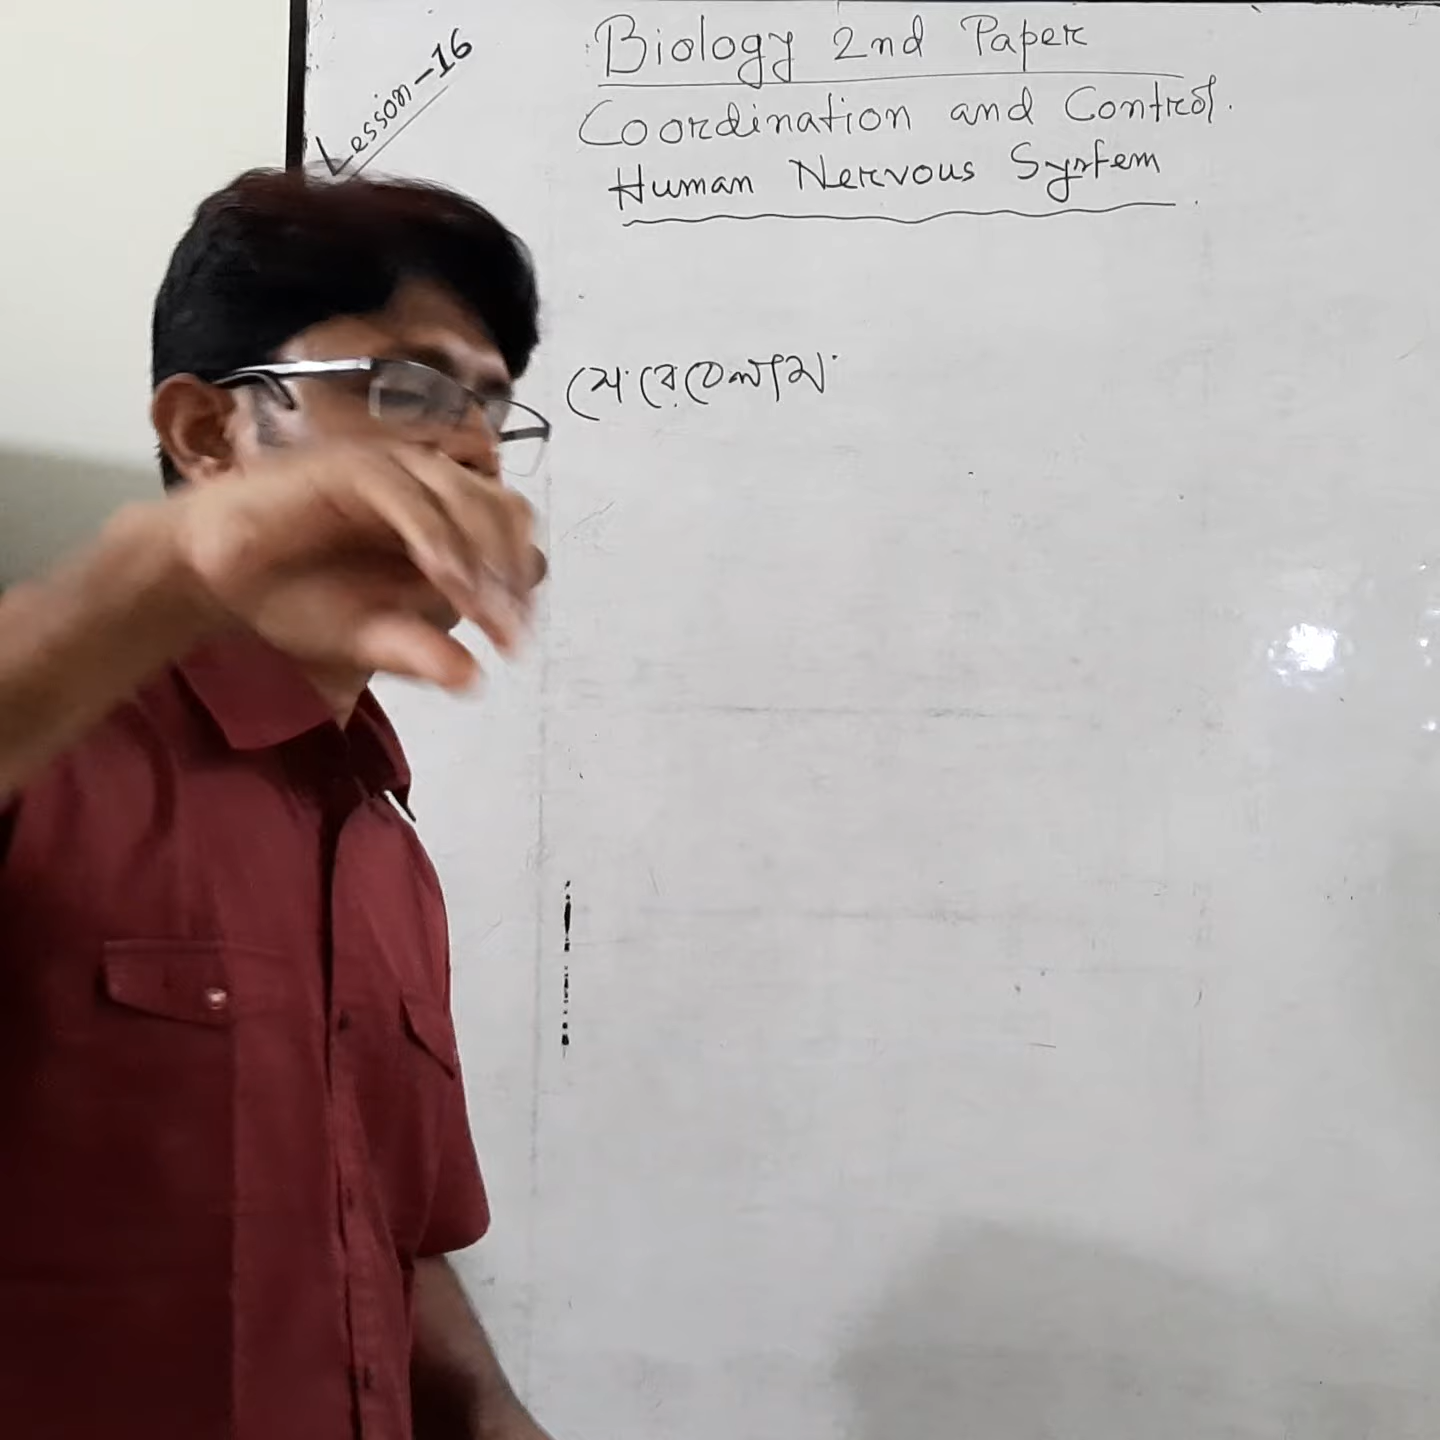 Lesson-16
Biology 2nd Paper
Coordination and Control.
Human Nervous System
সেরেবেলাম